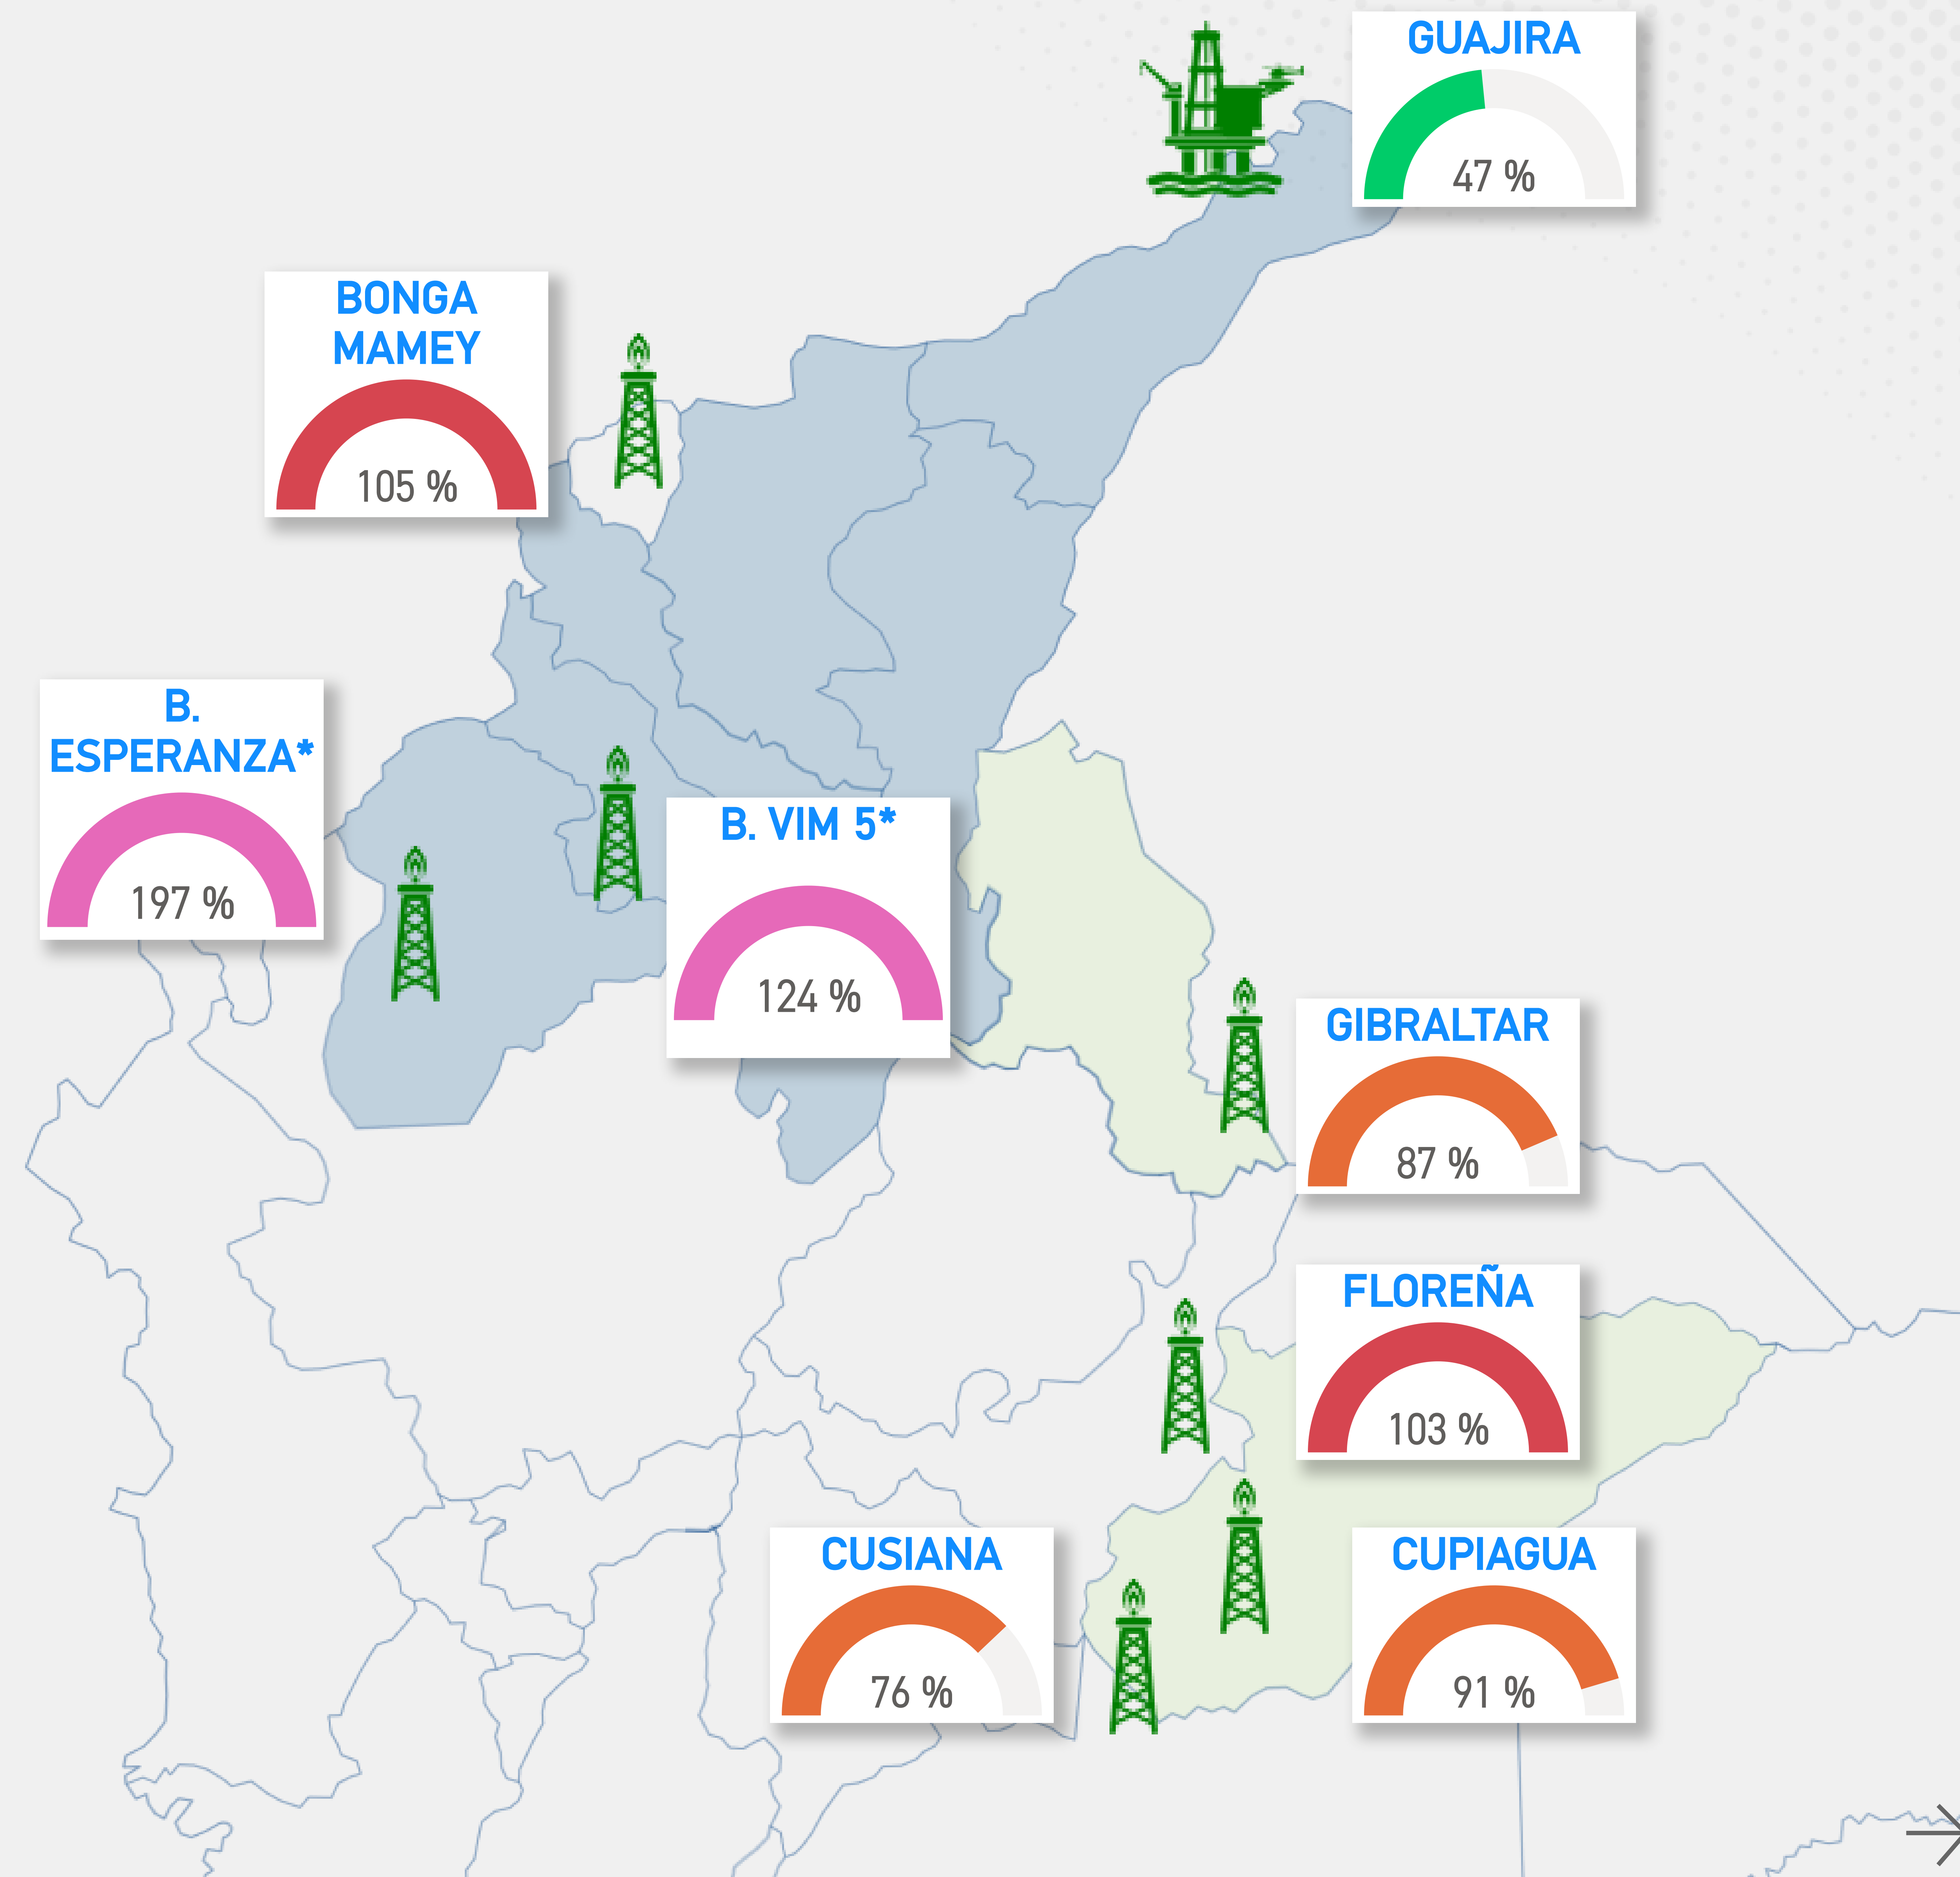 GUAJIRA
47 %
BONGA
MAMEY
105 %
B.
ESPERANZA*
197 %
B. VIM 5*
124 %
GIBRALTAR
87 %
FLOREÑA
103 %
CUSIANA
76 %
CUPIAGUA
91 %